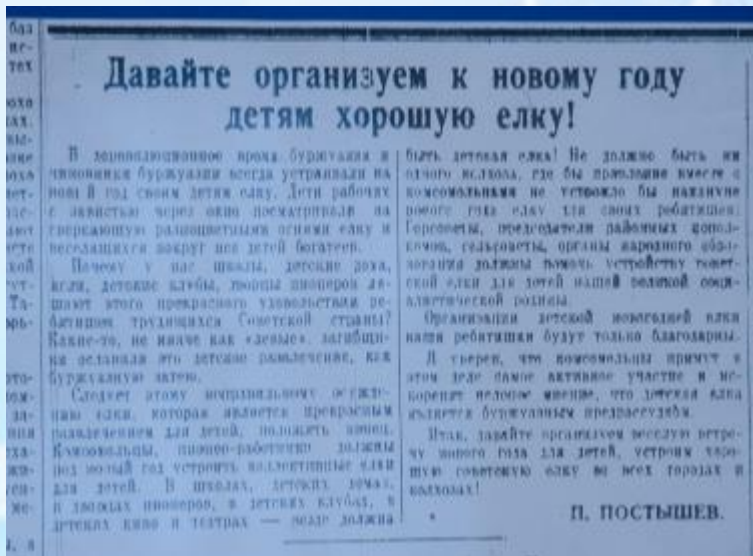 Давайте организуем к новому году
детям хорошую елку!
В дореволюционное время буржуазия и
чиновники буржуазии всегда устраивали на
новый год своим детям елку. Дети рабочих
с завистью через окно посматривали на
сверкающую разноцветными огнями елку и
веселящихся вокруг нее детей богатеев.
Почему у нас школы, детские дома,
ясли, детские клубы, дворцы пионеров ли-
шают этого прекрасного удовольствия ре-
бятишек трудящихся Советской страны?
Какие-то, не иначе как «левые» загибщи-
ки ославили это детское развлечение, как
буржуазную затею.
Следует этому неправильному осужде-
нию елки, которая является прекрасным
развлечением для детей, положить конец.
Комсомольцы, пионер-работники должны
под новый год устроить коллективные елки
для детей. В школах, детских домах,
в дворцах пионеров, в детских клубах, в
детских кино и театрах — везде должна
быть детская елка! Не должно быть ни
одного колхоза, где бы правление вместе с
комсомольцами не устроило бы накануне
нового года елку для своих ребятишек.
Горсоветы, председатели районных испол-
комов, сельсоветы, органы народного обра-
зования должны помочь устройству совет-
ской елки для детей нашей великой социа-
листической родины.
Организации детской новогодней елки
наши ребятишки будут только благодарны.
Я уверен, что комсомольцы примут в
этом деле самое активное участие и ис-
коренят нелепое мнение, что детская елка
является буржуазным предрассудком.
Итак, давайте организуем веселую встре-
чу нового года для детей, устроим хоро-
шую советскую елку во всех городах и
колхозах!
П. ПОСТЫШЕВ.